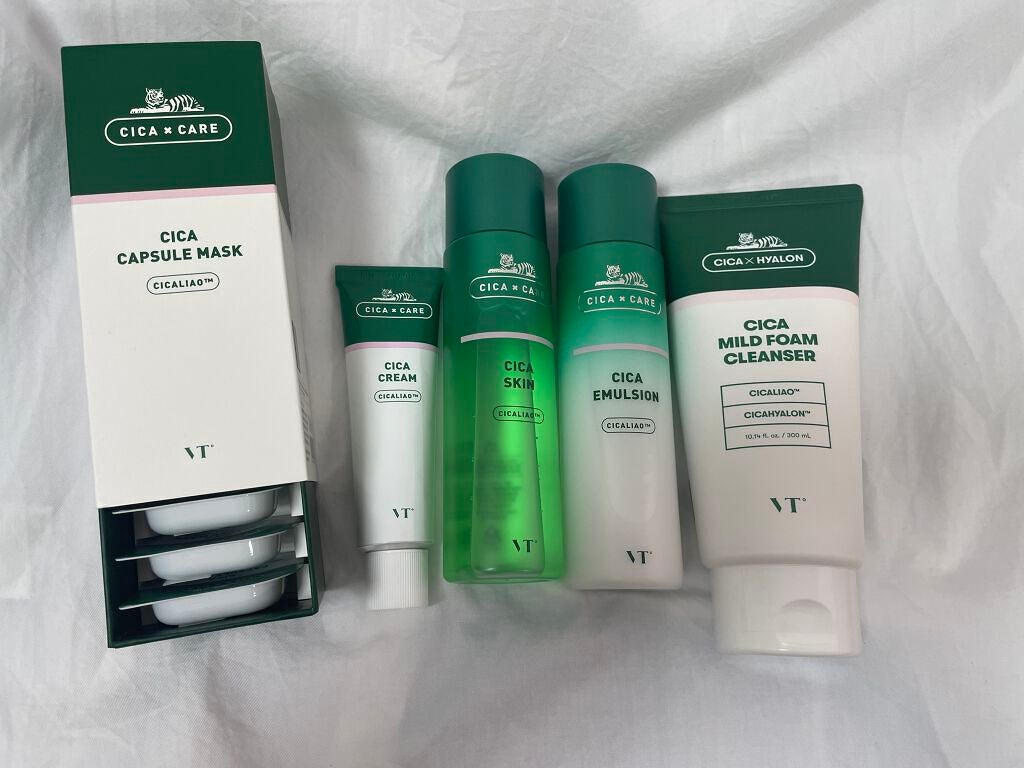 CICA × CARE
CICA
CAPSULE MASK
CICALIAO™
VT°
CICA × CARE
CICA
CREAM
CICALIAO™
VT°
CICA × CARE
CICA
SKIN
CICALIAO™
VT°
CICA × CARE
CICA
EMULSION
CICALIAO™
VT°
CICA × HYALON
CICA
MILD FOAM
CLEANSER
CICALIAO™
CICAHYALON™
10.14 fl. oz. / 300 mL
VT°